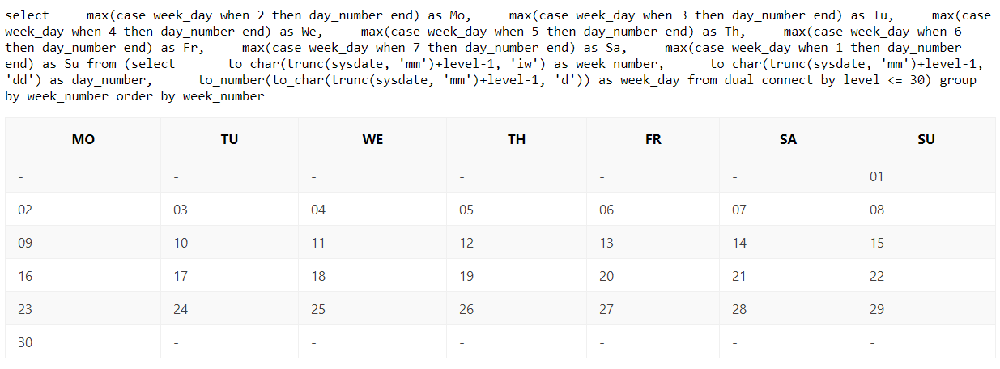 select     max(case week_day when 2 then day_number end) as Mo,     max(case week_day when 3 then day_number end) as Tu,     max(case
week_day when 4 then day_number end) as We,     max(case week_day when 5 then day_number end) as Th,     max(case week_day when 6
then day_number end) as Fr,     max(case week_day when 7 then day_number end) as Sa,     max(case week_day when 1 then day_number
end) as Su from (select       to_char(trunc(sysdate, 'mm')+level-1, 'iw') as week_number,      to_char(trunc(sysdate, 'mm')+level-1,
'dd') as day_number,      to_number(to_char(trunc(sysdate, 'mm')+level-1, 'd')) as week_day from dual connect by level <= 30) group
by week_number order by week_number
MO TU WE TH FR SA SU
- - - - - - 01
02 03 04 05 06 07 08
09 10 11 12 13 14 15
16 17 18 19 20 21 22
23 24 25 26 27 28 29
30 - - - - - -